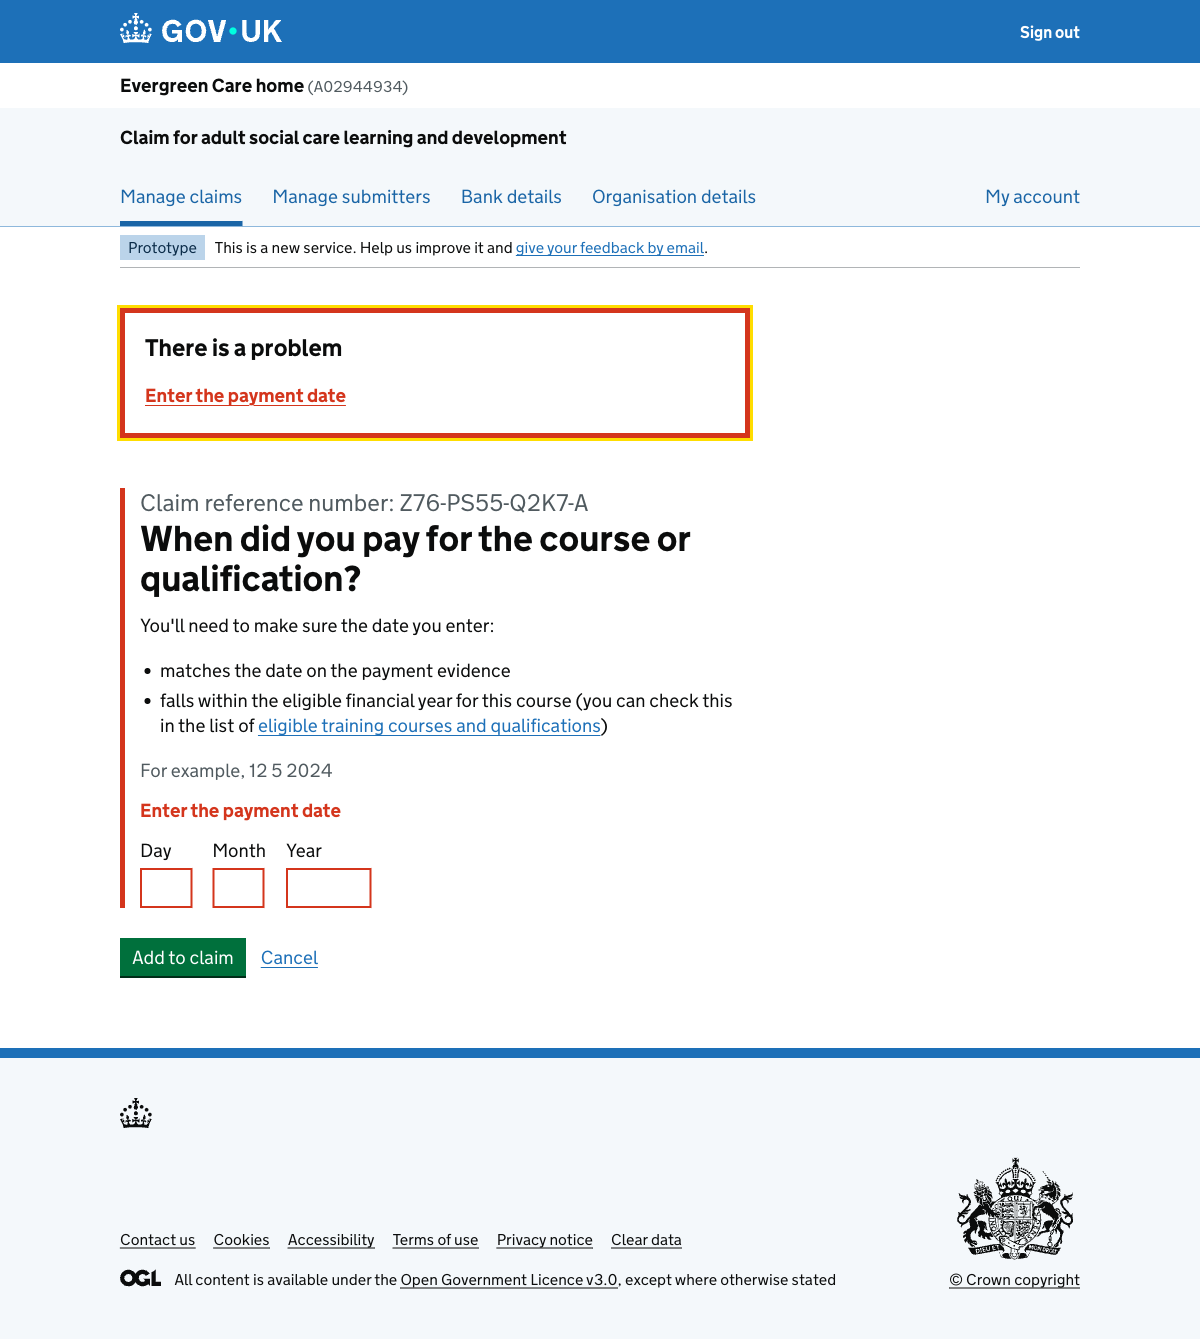 GOV·UK
Sign out
Evergreen Care home (A02944934)
Claim for adult social care learning and development
Manage claims Manage submitters Bank details Organisation details My account
Prototype This is a new service. Help us improve it and give your feedback by email.
There is a problem
Enter the payment date
Claim reference number: Z76-PS55-Q2K7-A
When did you pay for the course or
qualification?
You'll need to make sure the date you enter:
• matches the date on the payment evidence
• falls within the eligible financial year for this course (you can check this
in the list of eligible training courses and qualifications)
For example, 12 5 2024
Enter the payment date
Day Month Year
Add to claim Cancel
Contact us Cookies Accessibility Terms of use Privacy notice Clear data
OGL All content is available under the Open Government Licence v3.0, except where otherwise stated
© Crown copyright